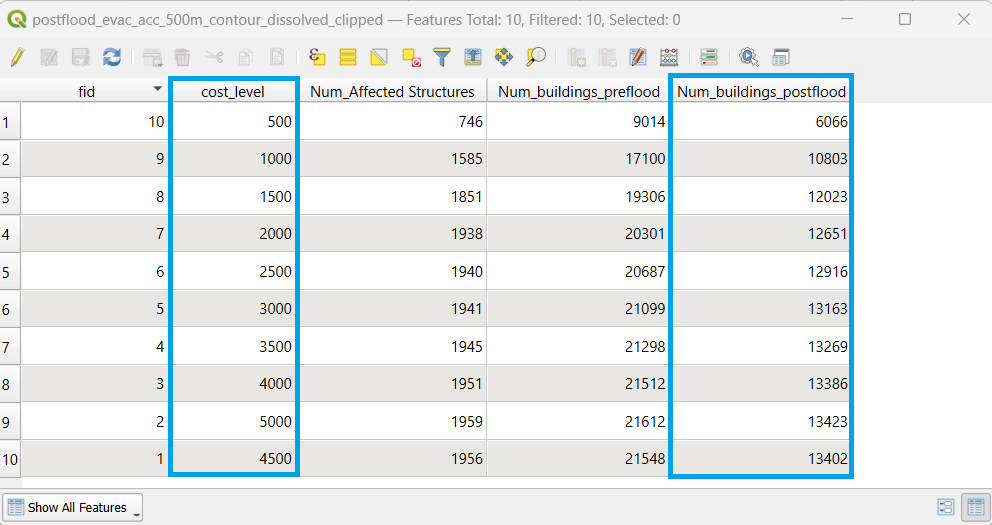 postflood_evac_acc_500m_contour_dissolved_clipped — Features Total: 10, Filtered: 10, Selected: 0
fid cost_level Num_Affected Structures Num_buildings_preflood Num_buildings_postflood
1 10 500 746 9014 6066
2 9 1000 1585 17100 10803
3 8 1500 1851 19306 12023
4 7 2000 1938 20301 12651
5 6 2500 1940 20687 12916
6 5 3000 1941 21099 13163
7 4 3500 1945 21298 13269
8 3 4000 1951 21512 13386
9 2 5000 1959 21612 13423
10 1 4500 1956 21548 13402
Show All Features